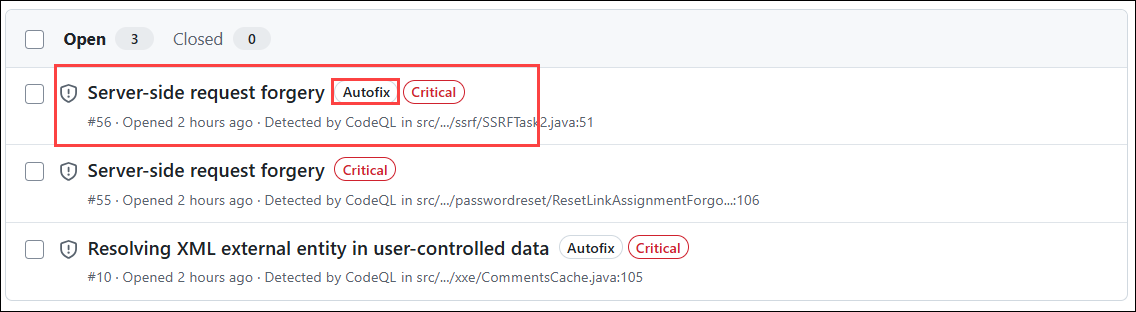 Open 3 Closed 0
Server-side request forgery Autofix Critical
#56 · Opened 2 hours ago · Detected by CodeQL in src/.../ssrf/SSRFTask2.java:51
Server-side request forgery Critical
#55 · Opened 2 hours ago · Detected by CodeQL in src/.../passwordreset/ResetLinkAssignmentForgo...:106
Resolving XML external entity in user-controlled data Autofix Critical
#10 · Opened 2 hours ago · Detected by CodeQL in src/.../xxe/CommentsCache.java:105